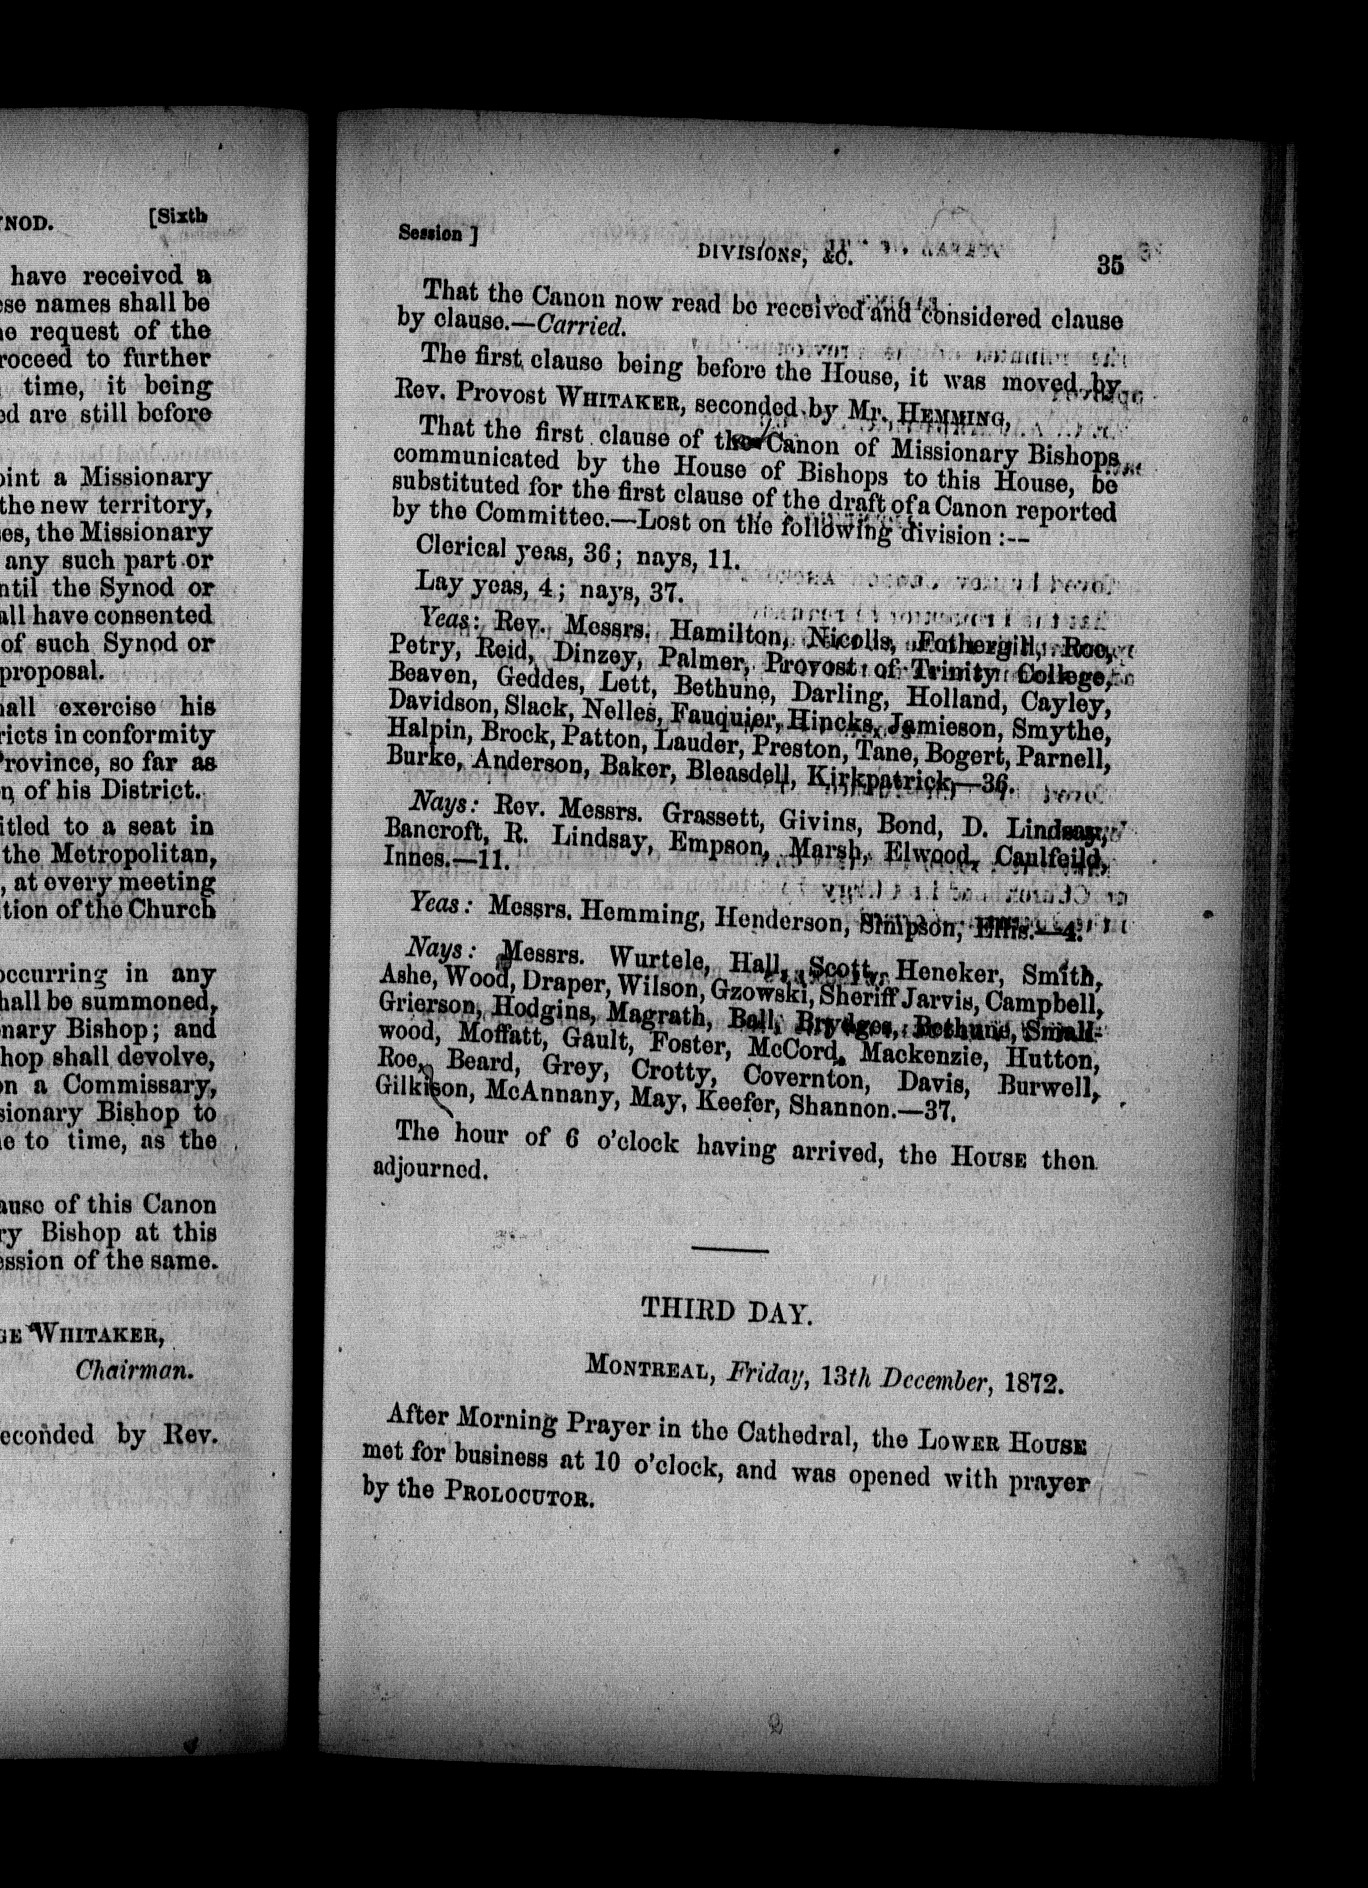 NOD. [Sixth
have received a
se names shall be
e request of the
roceed to further
time, it being
ed are still before
oint a Missionary
the new territory,
es, the Missionary
any such part or
ntil the Synod or
all have consented
of such Synod or
proposal.
all exercise his
ricts in conformity
Province, so far as
n of his District.
itled to a seat in
the Metropolitan,
, at every meeting
tion of the Church
occurring in any
hall be summoned,
nary Bishop; and
hop shall devolve,
on a Commissary,
sionary Bishop to
e to time, as the
ause of this Canon
ry Bishop at this
ession of the same.
GE WHITAKER,
Chairman.
econded by Rev.
Session] DIVISIONS, &C. 35
That the Canon now read be received and considered clause
by clause.—Carried.
The first clause being before the House, it was moved by
Rev. Provost WHITAKER, seconded by Mr. HEMMING,
That the first clause of the Canon of Missionary Bishops
communicated by the House of Bishops to this House, be
substituted for the first clause of the draft of a Canon reported
by the Committee.—Lost on the following division :--
Clerical yeas, 36; nays, 11.
Lay yeas, 4; nays, 37.
Yeas: Rev. Messrs. Hamilton, Nicolls, Fothergill, Roe,
Petry, Reid, Dinzey, Palmer, Provost of Trinity College,
Beaven, Geddes, Lett, Bethune, Darling, Holland, Cayley,
Davidson, Slack, Nelles, Fauquier, Hincks, Jamieson, Smythe,
Halpin, Brock, Patton, Lauder, Preston, Tane, Bogert, Parnell,
Burke, Anderson, Baker, Bleasdell, Kirkpatrick—36.
Nays: Rev. Messrs. Grassett, Givins, Bond, D. Lindsay,
Bancroft, R. Lindsay, Empson, Marsh, Elwood, Caulfeild,
Innes.—11.
Yeas: Messrs. Hemming, Henderson, Simpson, Ellis.—4.
Nays: Messrs. Wurtele, Hall, Scott, Heneker, Smith,
Ashe, Wood, Draper, Wilson, Gzowski, Sheriff Jarvis, Campbell,
Grierson, Hodgins, Magrath, Ball, Brydges, Bethune, Small-
wood, Moffatt, Gault, Foster, McCord, Mackenzie, Hutton,
Roe, Beard, Grey, Crotty, Covernton, Davis, Burwell,
Gilkison, McAnnany, May, Keefer, Shannon.—37.
The hour of 6 o'clock having arrived, the HOUSE then
adjourned.
THIRD DAY.
MONTREAL, Friday, 13th December, 1872.
After Morning Prayer in the Cathedral, the LOWER HOUSE
met for business at 10 o'clock, and was opened with prayer
by the PROLOCUTOR.